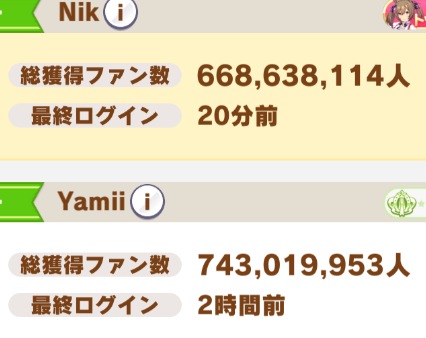 Nik i
総獲得ファン数 668,638,114人
最終ログイン 20分前
Yamii i
総獲得ファン数 743,019,953人
最終ログイン 2時間前